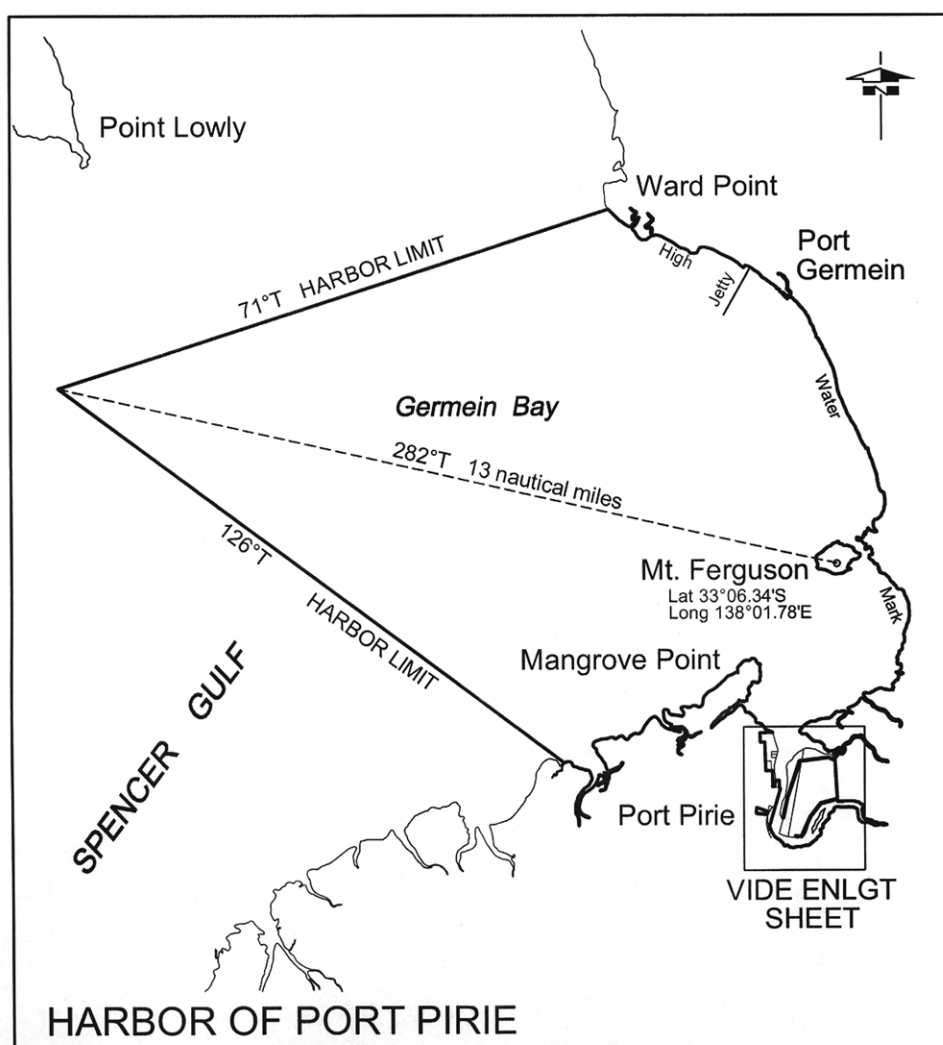 Point Lowly
N
Ward Point
High
Port
Germein
Jetty
71°T HARBOR LIMIT
Water
Germein Bay
282°T 13 nautical miles
126°T
HARBOR LIMIT
Mt. Ferguson
Lat 33°06.34'S
Long 138°01.78'E
Mark
Mangrove Point
SPENCER GULF
Port Pirie
VIDE ENLGT
SHEET
HARBOR OF PORT PIRIE